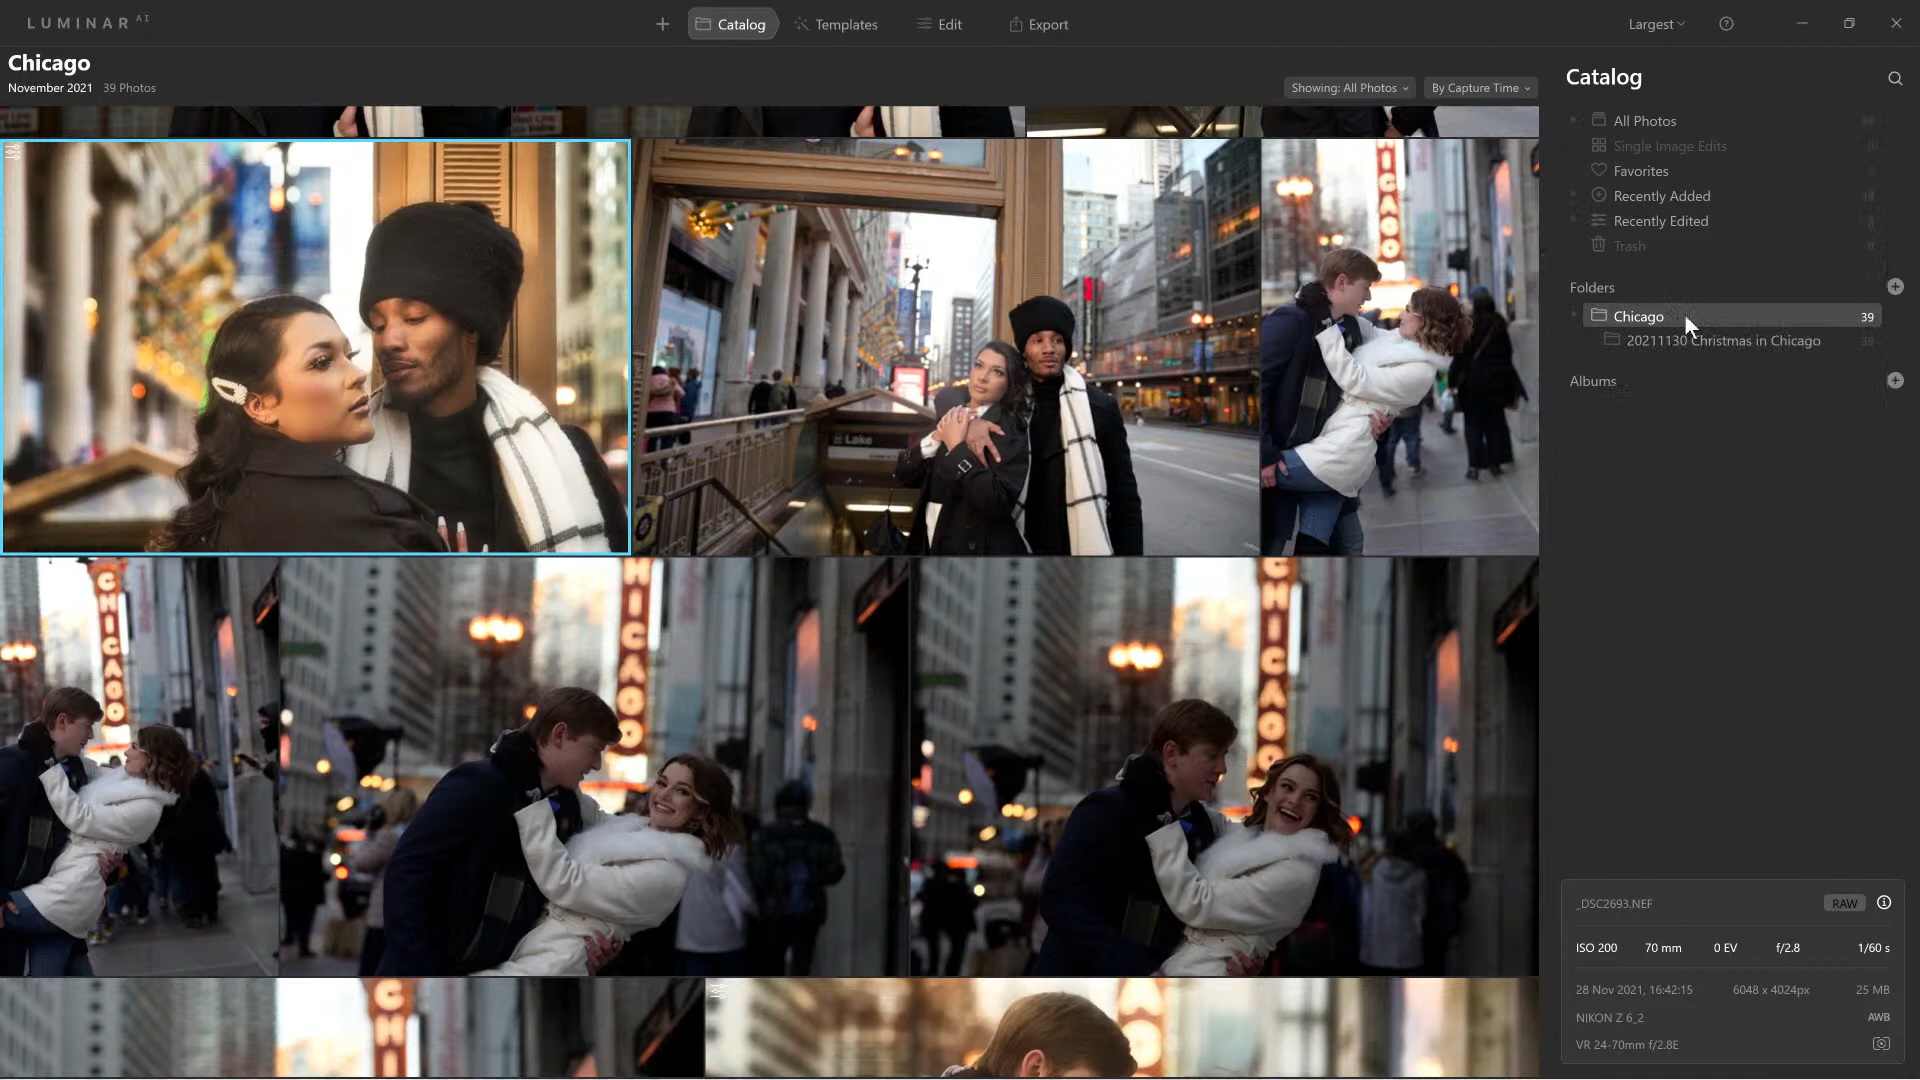 LUMINAR AI
Catalog
Templates
Edit
Export
Largest
Chicago
November 2021 39 Photos
Showing: All Photos
By Capture Time
Catalog
All Photos
Single Image Edits
Favorites
Recently Added
Recently Edited
Trash
Folders
Chicago 39
20211130 Christmas in Chicago
Albums
Lake
CHICAGO
CHICAGO
HICAGO
CHICAGO
_DSC2693.NEF RAW
ISO 200 70 mm 0 EV f/2.8 1/60 s
28 Nov 2021, 16:42:15 6048 x 4024px 25 MB
NIKON Z 6_2 AWB
VR 24-70mm f/2.8E